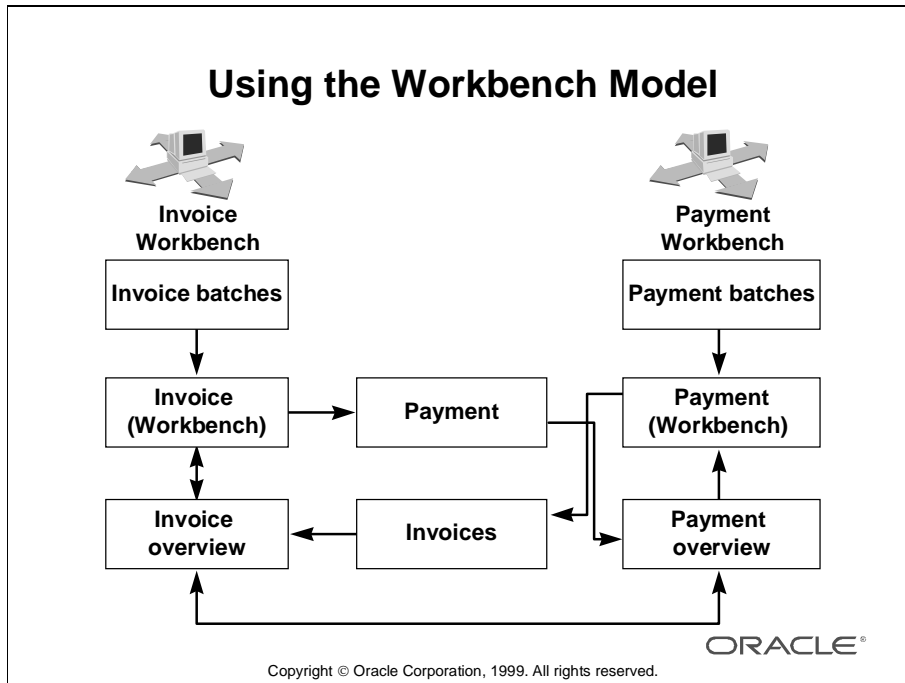 Using the Workbench Model
Invoice
Workbench
Payment
Workbench
Invoice batches
Payment batches
Invoice
(Workbench)
Payment
Payment
(Workbench)
Invoice
overview
Invoices
Payment
overview
ORACLE®
Copyright © Oracle Corporation, 1999. All rights reserved.